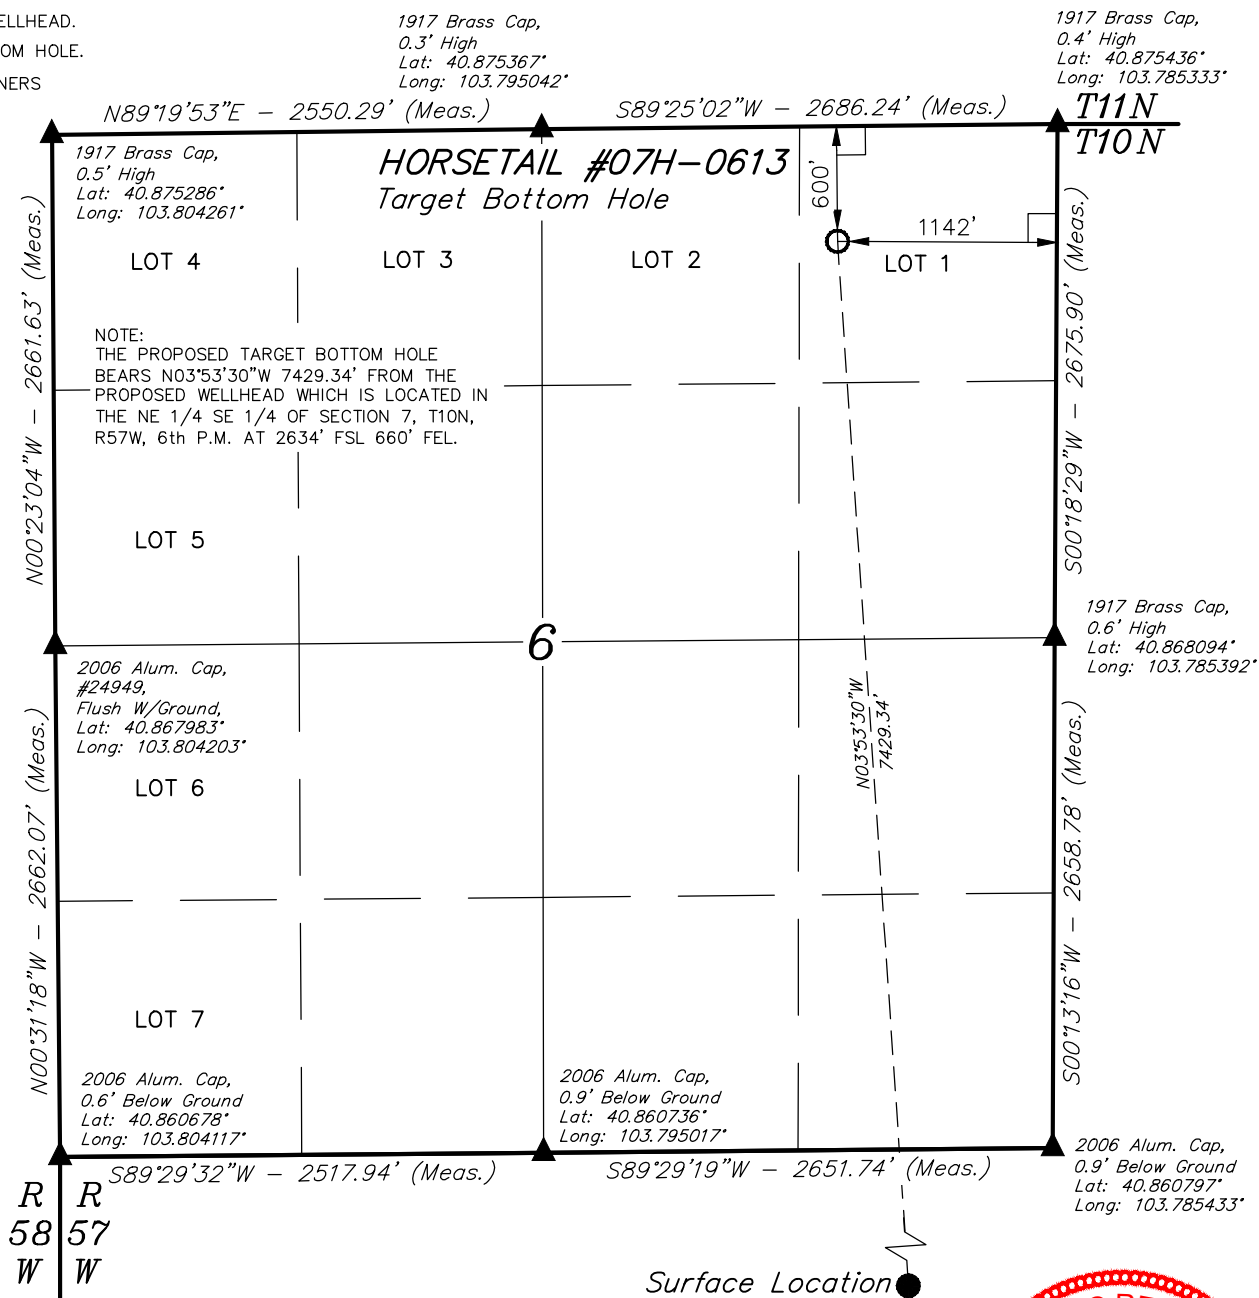 ELLHEAD.
OM HOLE.
NERS
1917 Brass Cap,
0.3' High
Lat: 40.875367°
Long: 103.795042°
1917 Brass Cap,
0.4' High
Lat: 40.875436°
Long: 103.785333°
N89°19'53"E - 2550.29' (Meas.)
S89°25'02"W - 2686.24' (Meas.)
T11N
T10N
1917 Brass Cap,
0.5' High
Lat: 40.875286°
Long: 103.804261°
HORSETAIL #07H-0613
Target Bottom Hole
600'
1142'
LOT 4
LOT 3
LOT 2
LOT 1
N00°23'04"W - 2661.63' (Meas.)
S00°18'29"W - 2675.90' (Meas.)
NOTE:
THE PROPOSED TARGET BOTTOM HOLE
BEARS N03°53'30"W 7429.34' FROM THE
PROPOSED WELLHEAD WHICH IS LOCATED IN
THE NE 1/4 SE 1/4 OF SECTION 7, T10N,
R57W, 6th P.M. AT 2634' FSL 660' FEL.
LOT 5
6
1917 Brass Cap,
0.6' High
Lat: 40.868094°
Long: 103.785392°
2006 Alum. Cap,
#24949,
Flush W/Ground,
Lat: 40.867983°
Long: 103.804203°
N03°53'30"W
7429.34'
LOT 6
N00°31'18"W - 2662.07' (Meas.)
S00°13'16"W - 2658.78' (Meas.)
LOT 7
2006 Alum. Cap,
0.6' Below Ground
Lat: 40.860678°
Long: 103.804117°
2006 Alum. Cap,
0.9' Below Ground
Lat: 40.860736°
Long: 103.795017°
2006 Alum. Cap,
0.9' Below Ground
Lat: 40.860797°
Long: 103.785433°
S89°29'32"W - 2517.94' (Meas.)
S89°29'19"W - 2651.74' (Meas.)
R R
58 57
W W
Surface Location